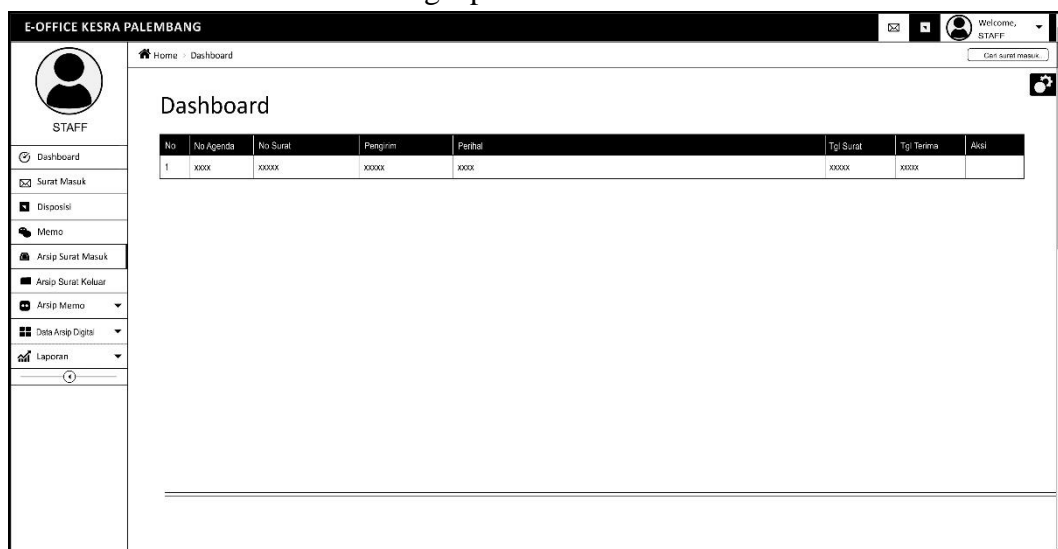 E-OFFICE KESRA PALEMBANG
Welcome,
STAFF
Home > Dashboard
Cari surat masuk..
STAFF
Dashboard
Surat Masuk
Disposisi
Memo
Arsip Surat Masuk
Arsip Surat Keluar
Arsip Memo
Data Arsip Digital
Laporan
Dashboard
No No Agenda No Surat Pengirim Perihal Tgl Surat Tgl Terima Aksi
1 xxxx xxxxx xxxxx xxxx xxxxx xxxxx